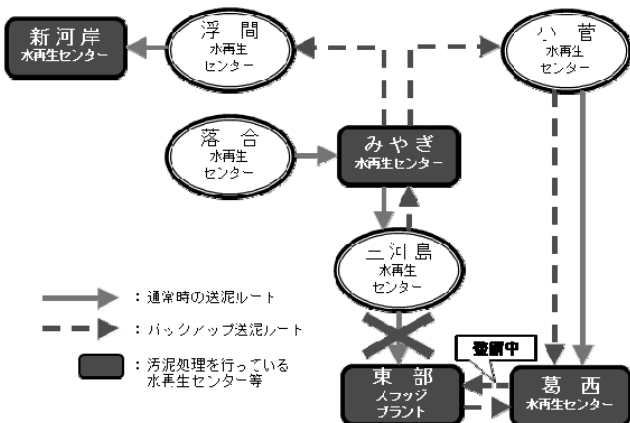 新河岸
水再生センター
浮間
水再生
センター
小菅
水再生
センター
落合
水再生
センター
みやぎ
水再生センター
三河島
水再生
センター
：通常時の送泥ルート
：バックアップ送泥ルート
：汚泥処理を行っている
水再生センター等
東部
スラッジ
プラント
葛西
水再生センター